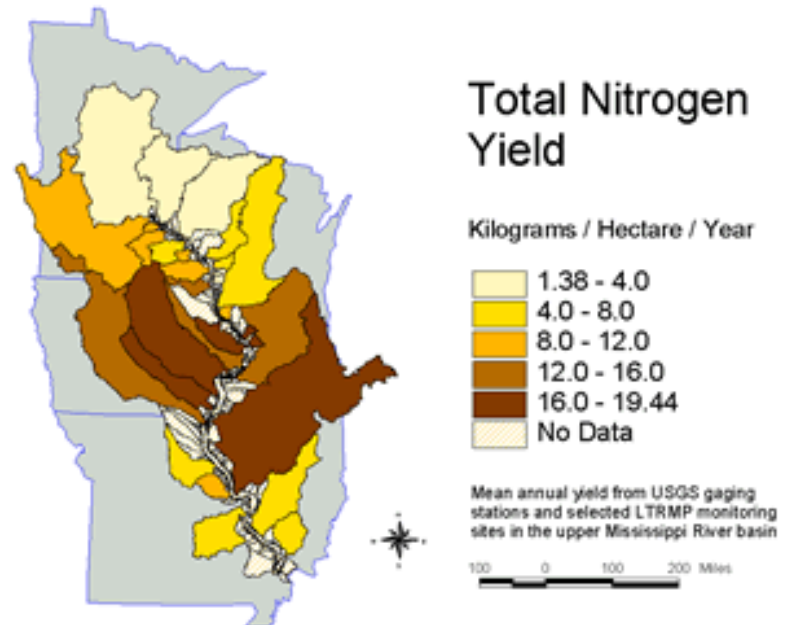 Total Nitrogen
Yield
Kilograms / Hectare / Year
1.38 - 4.0
4.0 - 8.0
8.0 - 12.0
12.0 - 16.0
16.0 - 19.44
No Data
Mean annual yield from USGS gaging
stations and selected LTRMP monitoring
sites in the upper Mississippi River basin
100 0 100 200 Miles